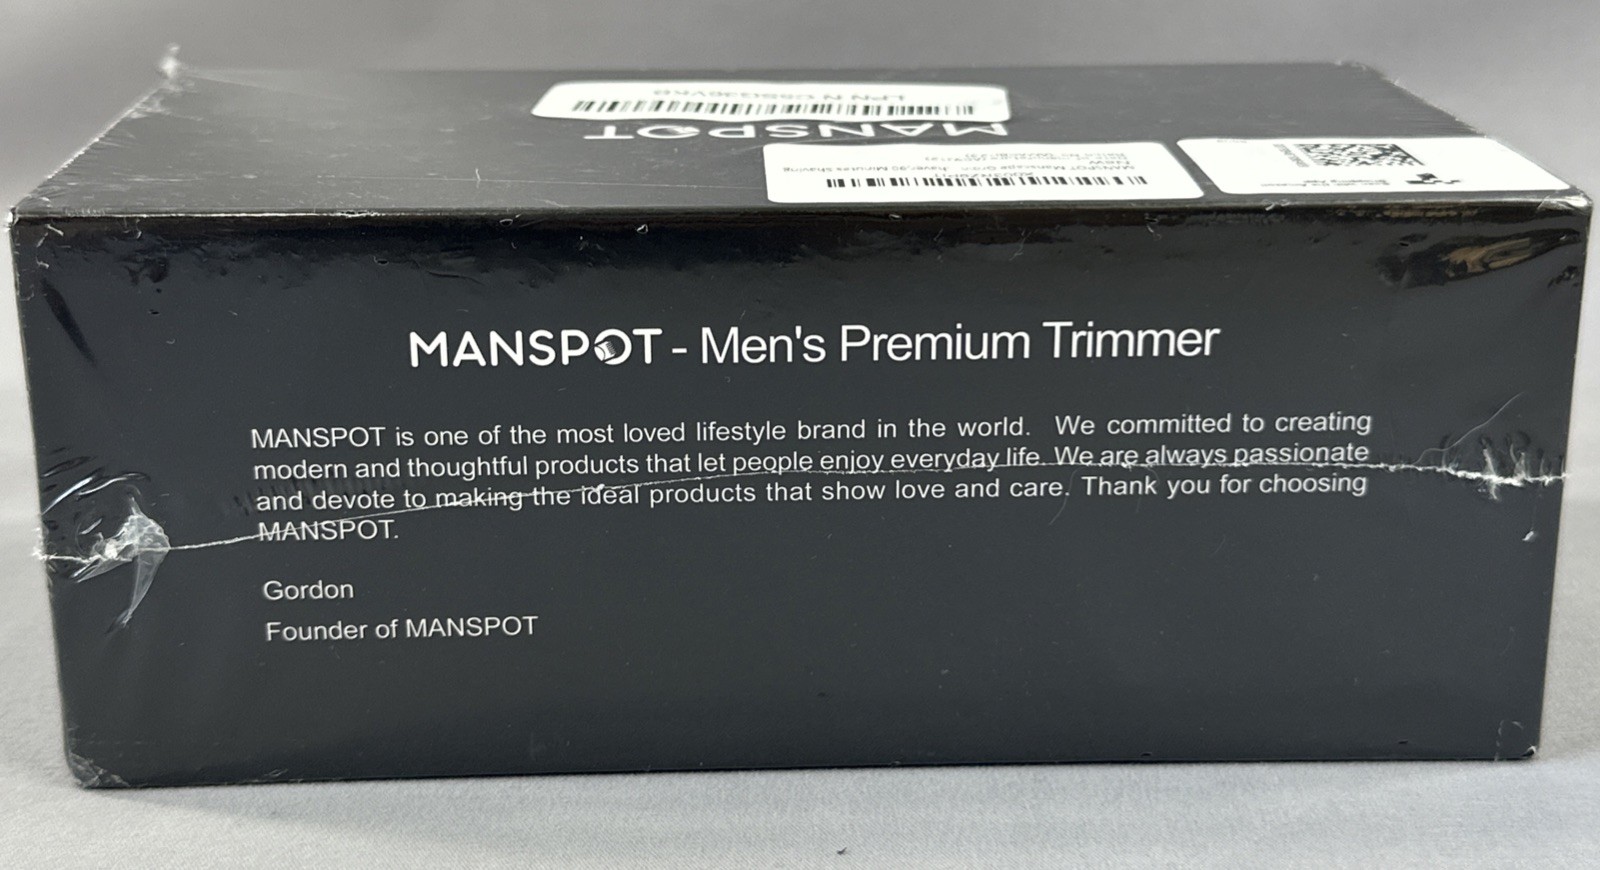 MANSPOT
MANSPOT - Men's Premium Trimmer
MANSPOT is one of the most loved lifestyle brand in the world. We committed to creating
modern and thoughtful products that let people enjoy everyday life. We are always passionate
and devote to making the ideal products that show love and care. Thank you for choosing
MANSPOT.
Gordon
Founder of MANSPOT